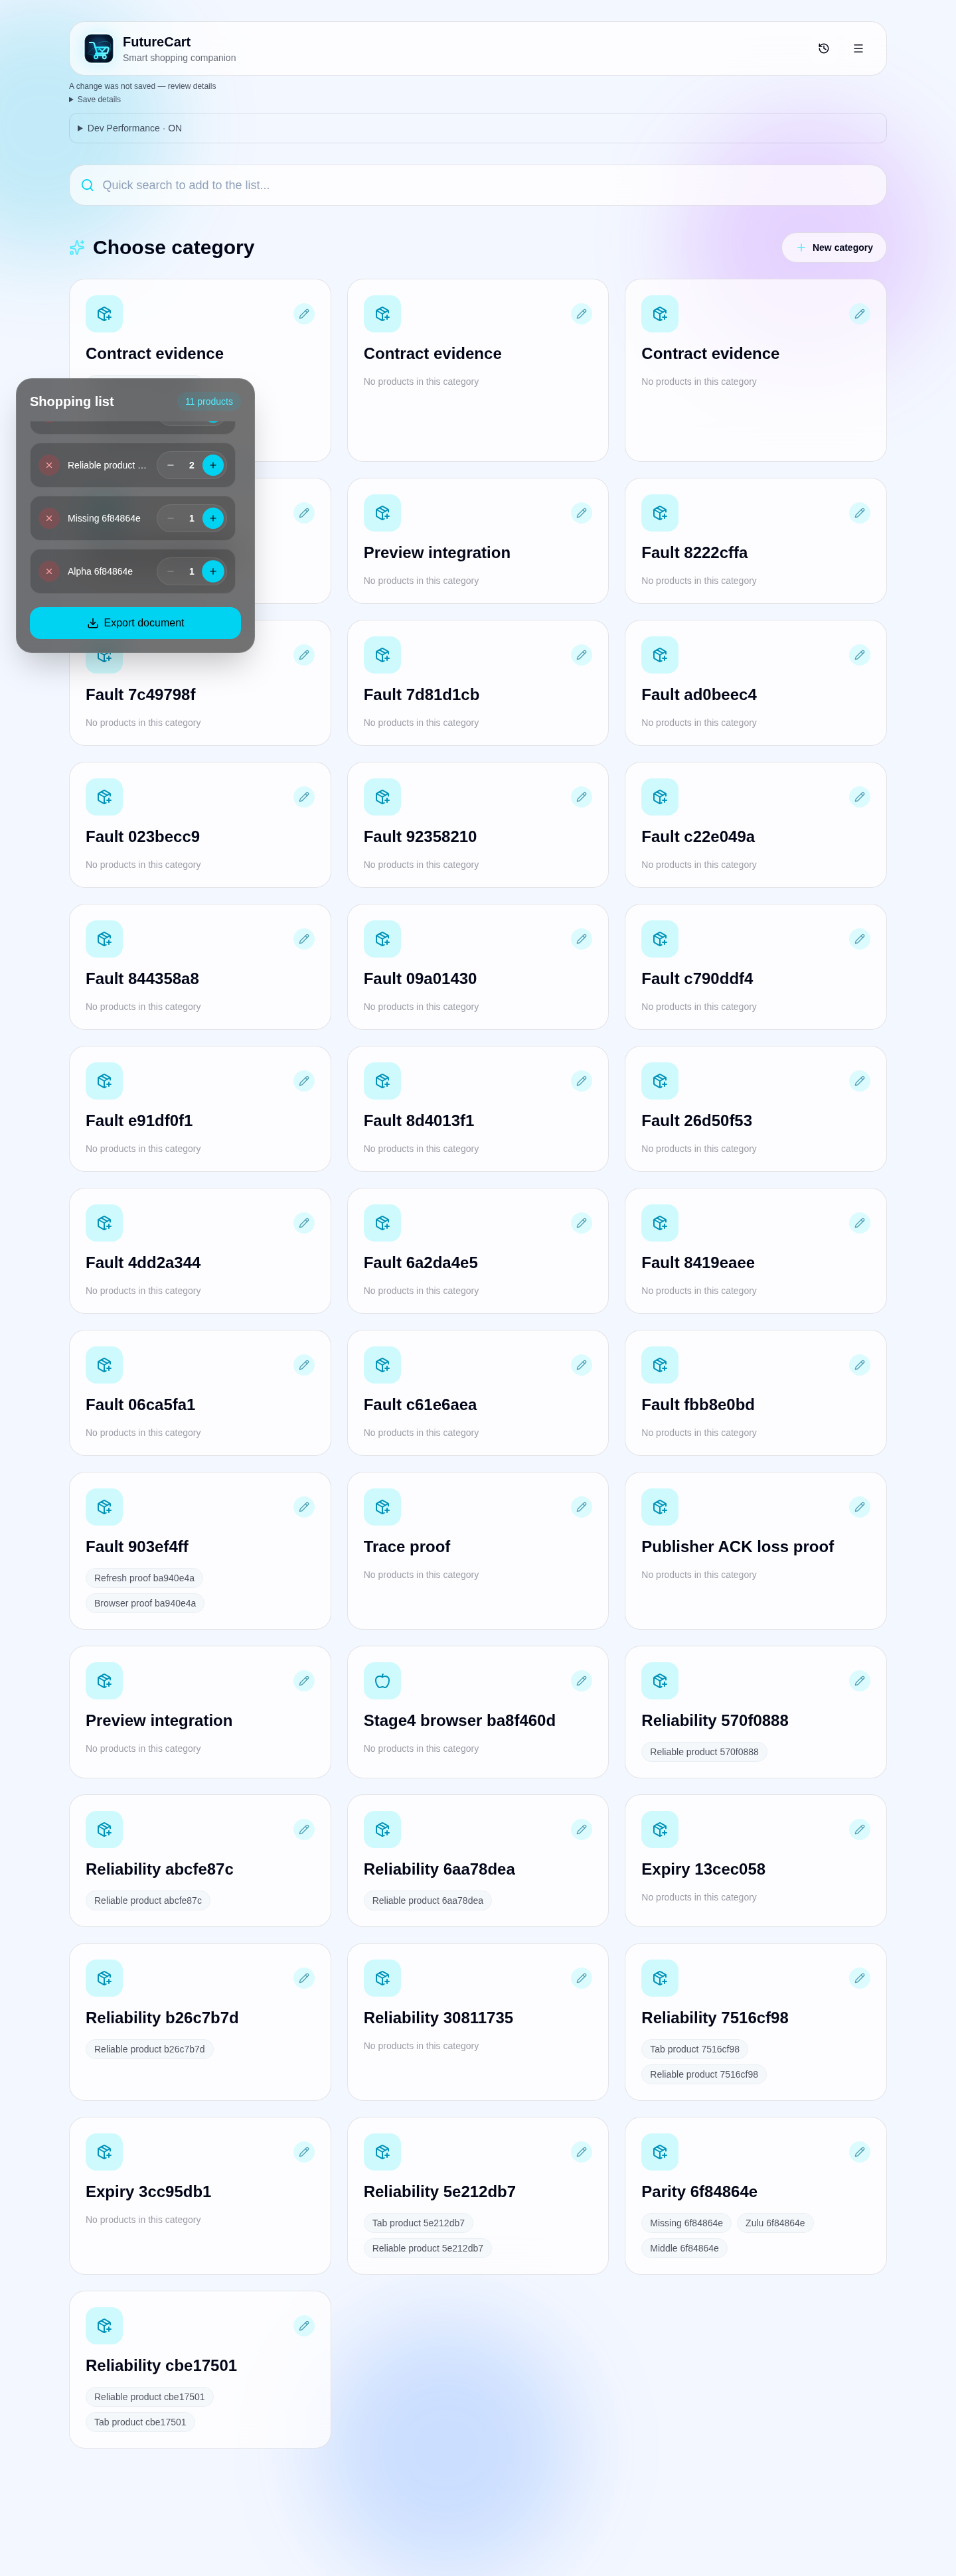 FutureCart
Smart shopping companion
A change was not saved — review details
Save details
Dev Performance · ON
Quick search to add to the list...
Choose category
New category
Contract evidence
Contract evidence
No products in this category
Contract evidence
No products in this category
Shopping list
11 products
Reliable product ...
2
Missing 6f84864e
1
Alpha 6f84864e
1
Export document
Preview integration
No products in this category
Fault 8222cffa
No products in this category
Fault 7c49798f
No products in this category
Fault 7d81d1cb
No products in this category
Fault ad0beec4
No products in this category
Fault 023becc9
No products in this category
Fault 92358210
No products in this category
Fault c22e049a
No products in this category
Fault 844358a8
No products in this category
Fault 09a01430
No products in this category
Fault c790ddf4
No products in this category
Fault e91df0f1
No products in this category
Fault 8d4013f1
No products in this category
Fault 26d50f53
No products in this category
Fault 4dd2a344
No products in this category
Fault 6a2da4e5
No products in this category
Fault 8419eaee
No products in this category
Fault 06ca5fa1
No products in this category
Fault c61e6aea
No products in this category
Fault fbb8e0bd
No products in this category
Fault 903ef4ff
Refresh proof ba940e4a
Browser proof ba940e4a
Trace proof
No products in this category
Publisher ACK loss proof
No products in this category
Preview integration
No products in this category
Stage4 browser ba8f460d
No products in this category
Reliability 570f0888
Reliable product 570f0888
Reliability abcfe87c
Reliable product abcfe87c
Reliability 6aa78dea
Reliable product 6aa78dea
Expiry 13cec058
No products in this category
Reliability b26c7b7d
Reliable product b26c7b7d
Reliability 30811735
No products in this category
Reliability 7516cf98
Tab product 7516cf98
Reliable product 7516cf98
Expiry 3cc95db1
No products in this category
Reliability 5e212db7
Tab product 5e212db7
Reliable product 5e212db7
Parity 6f84864e
Missing 6f84864e
Zulu 6f84864e
Middle 6f84864e
Reliability cbe17501
Reliable product cbe17501
Tab product cbe17501